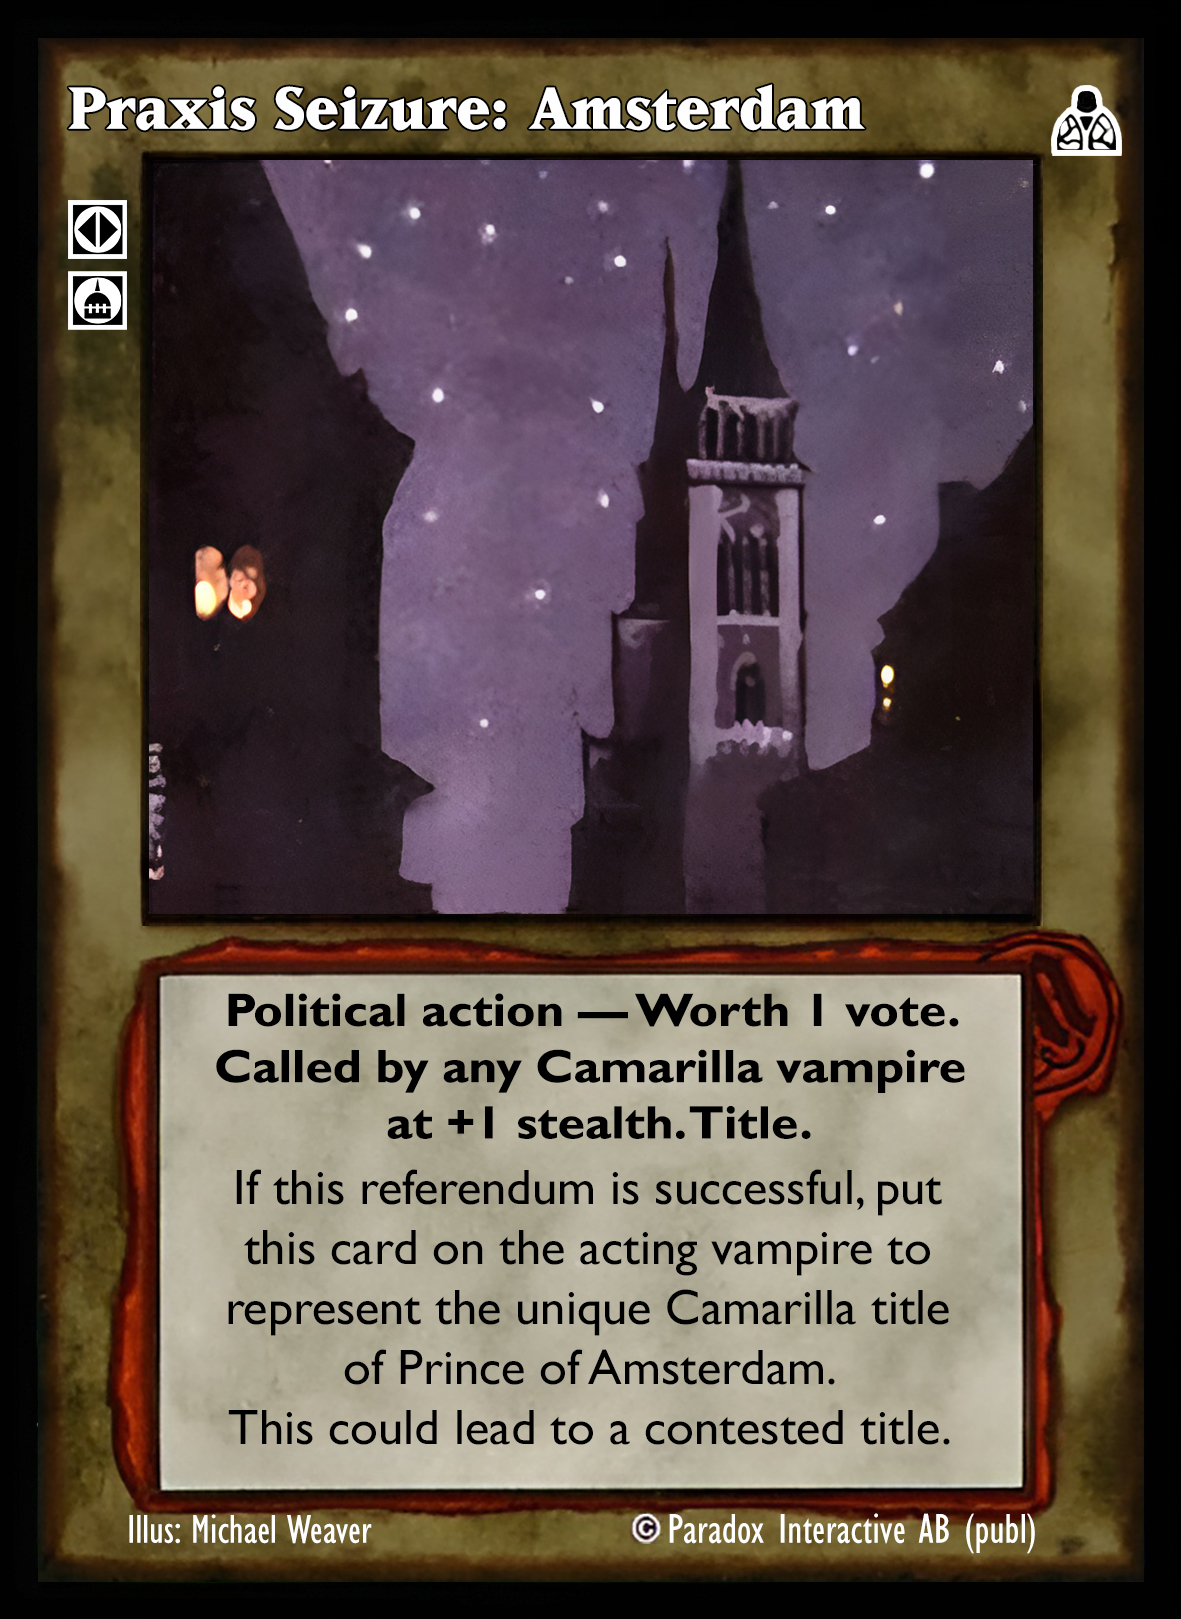 Praxis Seizure: Amsterdam
Political action — Worth 1 vote.
Called by any Camarilla vampire
at +1 stealth. Title.
If this referendum is successful, put
this card on the acting vampire to
represent the unique Camarilla title
of Prince of Amsterdam.
This could lead to a contested title.
Illus: Michael Weaver
© Paradox Interactive AB (publ)